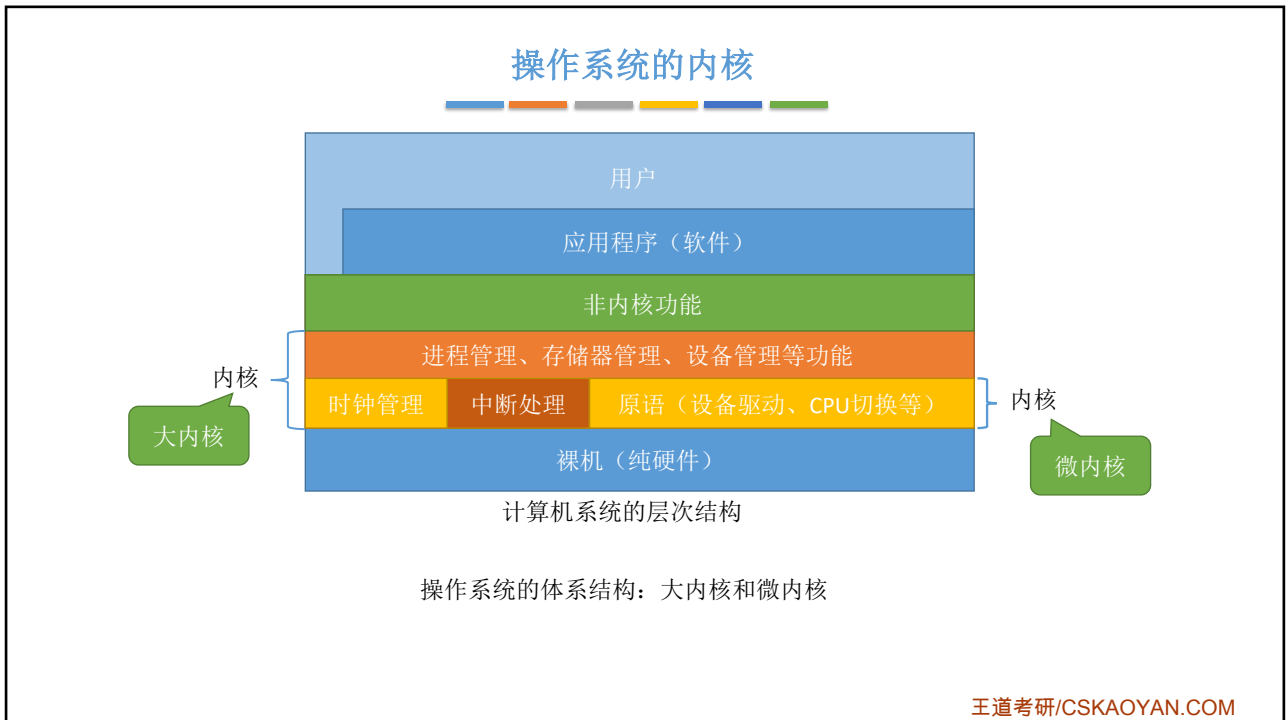 操作系统的内核
用户
应用程序（软件）
非内核功能
进程管理、存储器管理、设备管理等功能
内核
时钟管理
中断处理
原语（设备驱动、CPU切换等）
内核
大内核
微内核
裸机（纯硬件）
计算机系统的层次结构
操作系统的体系结构：大内核和微内核
王道考研/CSKAOYAN.COM